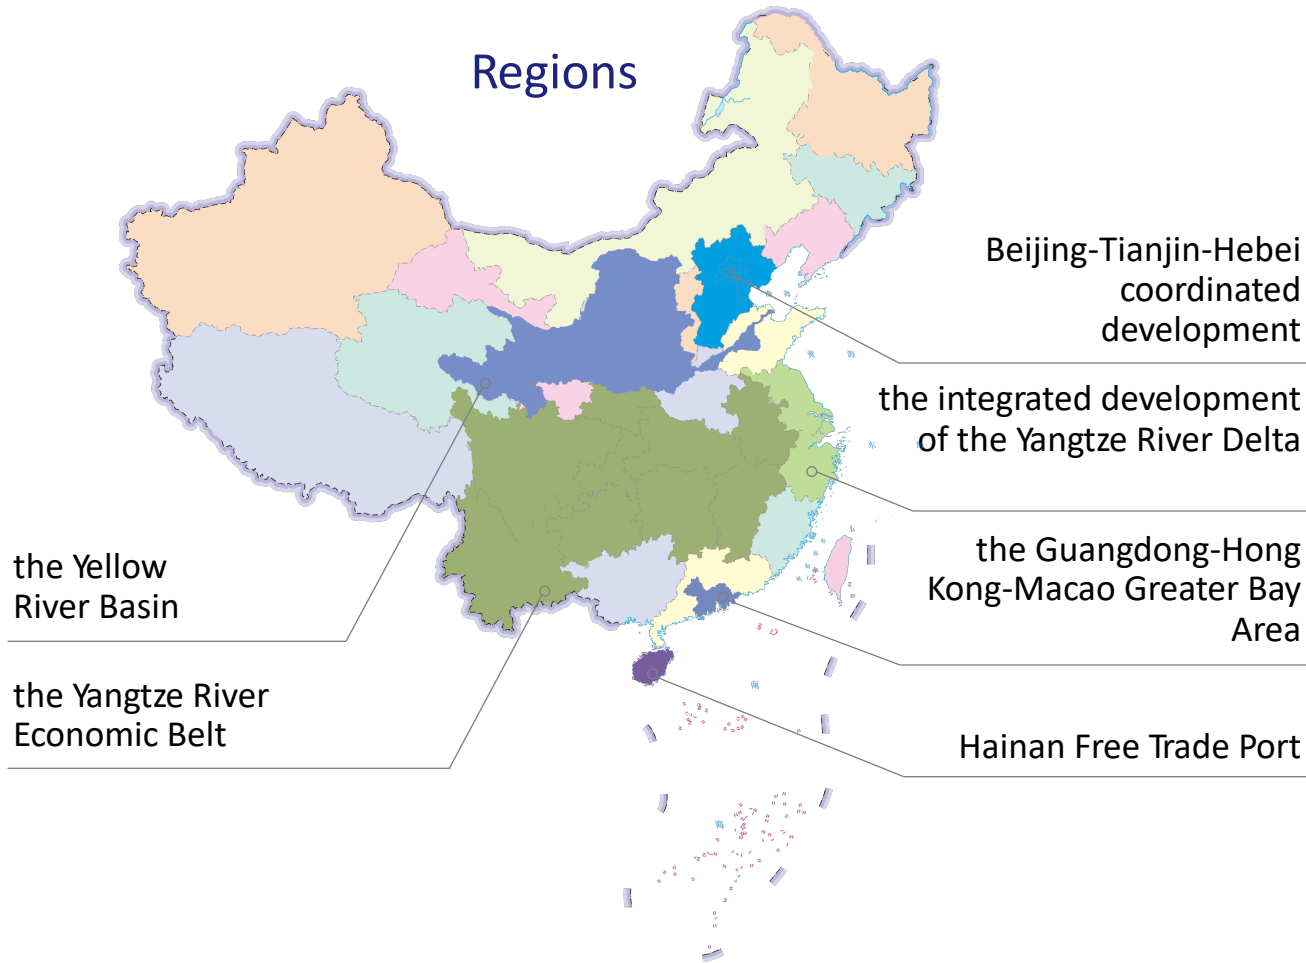 Regions
Beijing-Tianjin-Hebei
coordinated
development
the integrated development
of the Yangtze River Delta
the Guangdong-Hong
Kong-Macao Greater Bay
Area
Hainan Free Trade Port
the Yellow
River Basin
the Yangtze River
Economic Belt